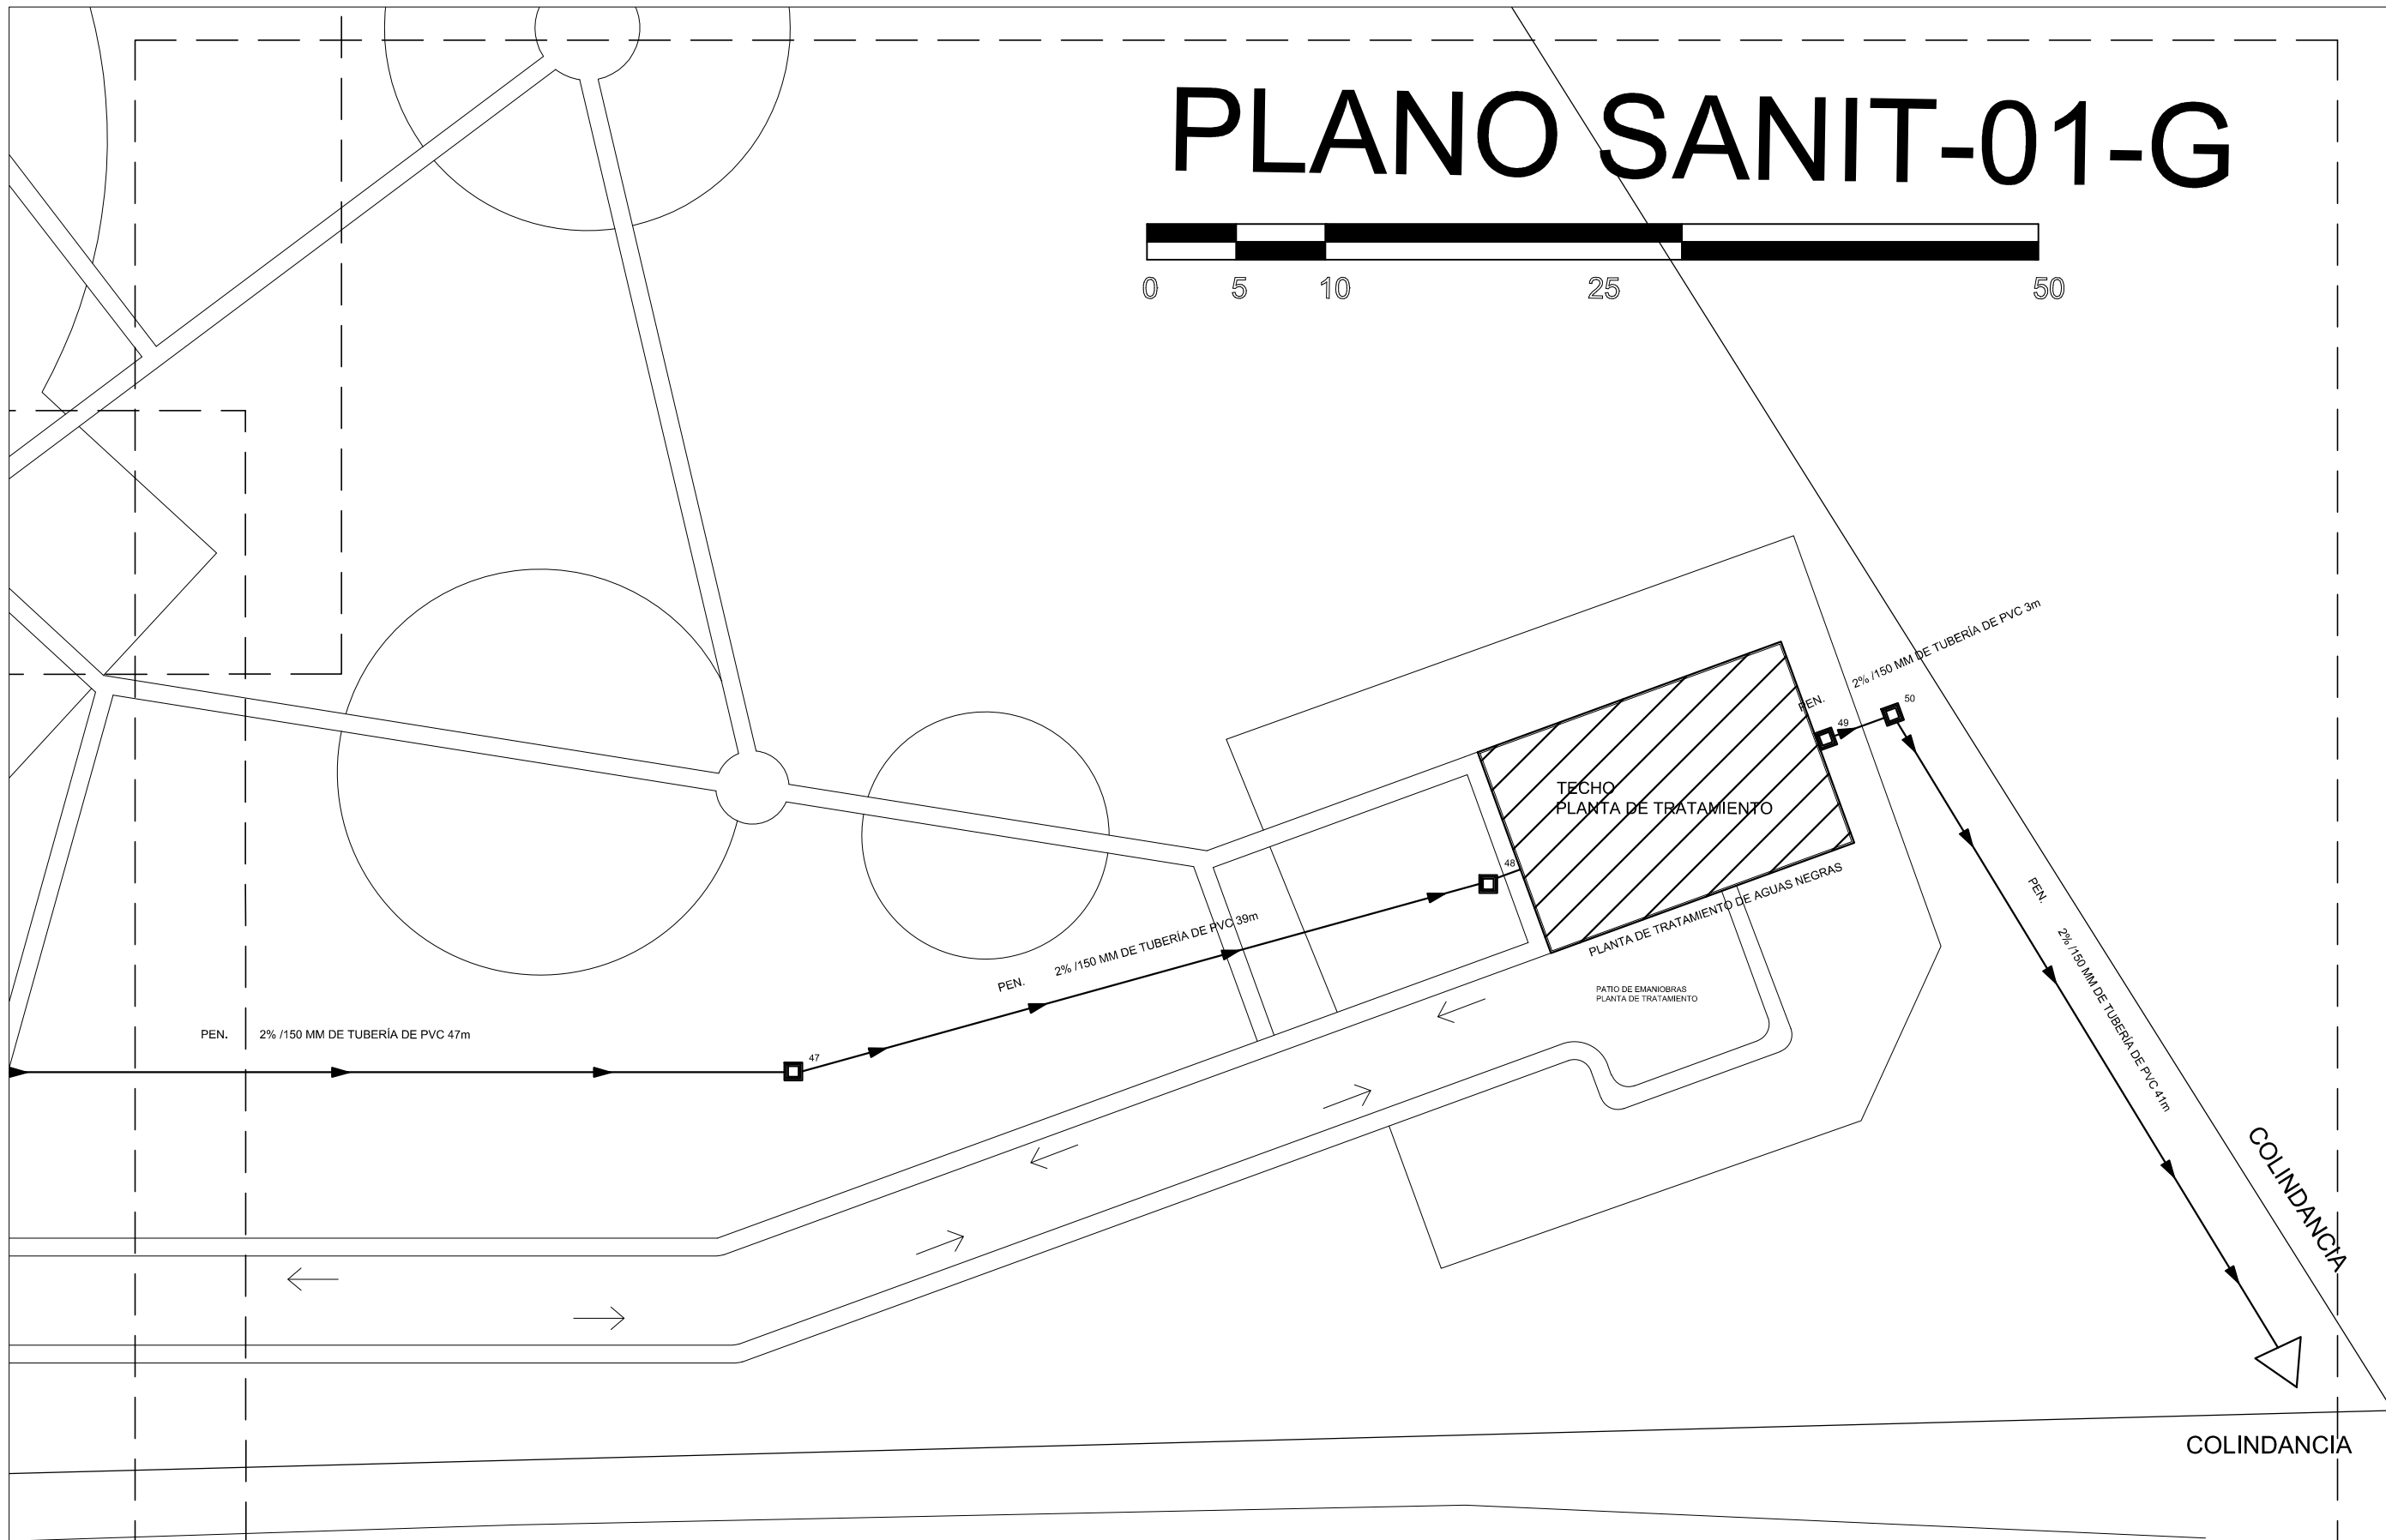 PLANO SANIT-01-G
0 5 10 25 50
PEN. 2% /150 MM DE TUBERÍA DE PVC 3m
49
50
TECHO
PLANTA DE TRATAMIENTO
48
PLANTA DE TRATAMIENTO DE AGUAS NEGRAS
PEN. 2% /150 MM DE TUBERÍA DE PVC 39m
PATIO DE EMANIOBRAS
PLANTA DE TRATAMIENTO
PEN. 2% /150 MM DE TUBERÍA DE PVC 47m
47
PEN. 2% /150 MM DE TUBERÍA DE PVC 41m
COLINDANCIA
COLINDANCIA